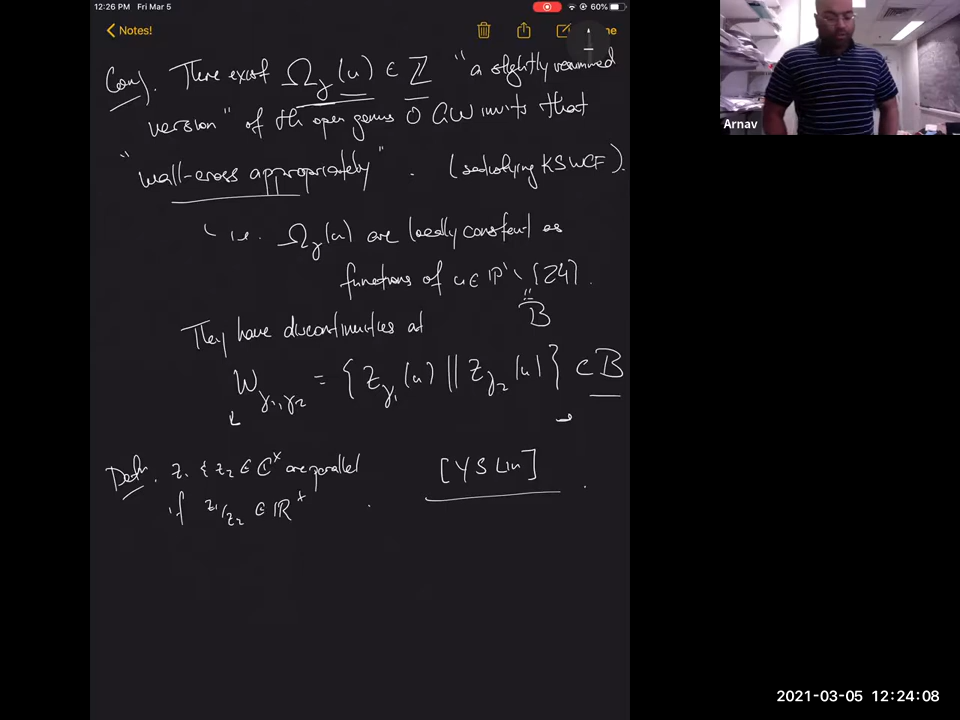 12:26 PM Fri Mar 5
60%
Notes!
Conj. There exist Ω_γ(u) ∈ ℤ "a slightly resummed
version" of the open genus 0 GW invts that
"wall-cross appropriately". (satisfying KSWCF).
i.e. Ω_γ(u) are locally constant as
functions of u ∈ ℙ¹ \ {24}.
"
B
They have discontinuities at
W_γ₁,γ₂ = { Z_γ₁(u) || Z_γ₂(u) } ⊂ B
Defn. z₁ & z₂ ∈ ℂ^× are parallel
[YS Lin]
if z₁/z₂ ∈ ℝ⁺
Arnav
2021-03-05 12:24:08